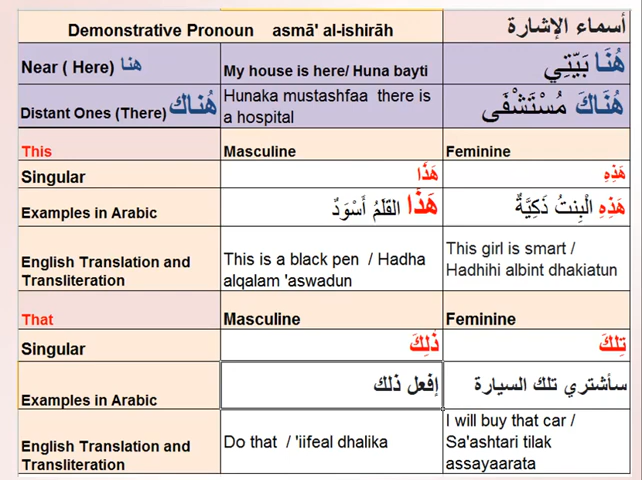 Demonstrative Pronoun asmā' al-ishirāh أسماء الإشارة
Near ( Here) هنا My house is here/ Huna bayti هُنَا بَيّتِي
Distant Ones (There) هُناك Hunaka mustashfaa there is
a hospital هُنَاكَ مُسْتَشْفَى
This Masculine Feminine
Singular هَذَا هَذِهِ
Examples in Arabic هَذَا القلَمُ أَسْوَدٌ هَذِهِ الْبِنتُ ذَكِيَّةٌ
English Translation and
Transliteration
This is a black pen / Hadha
alqalam 'aswadun
This girl is smart /
Hadhihi albint dhakiatun
That Masculine Feminine
Singular ذَلِكَ تِلكَ
Examples in Arabic إفعل ذلك سأشتري تلك السيارة
English Translation and
Transliteration
Do that / 'iifeal dhalika
I will buy that car /
Sa'ashtari tilak
assayaarata